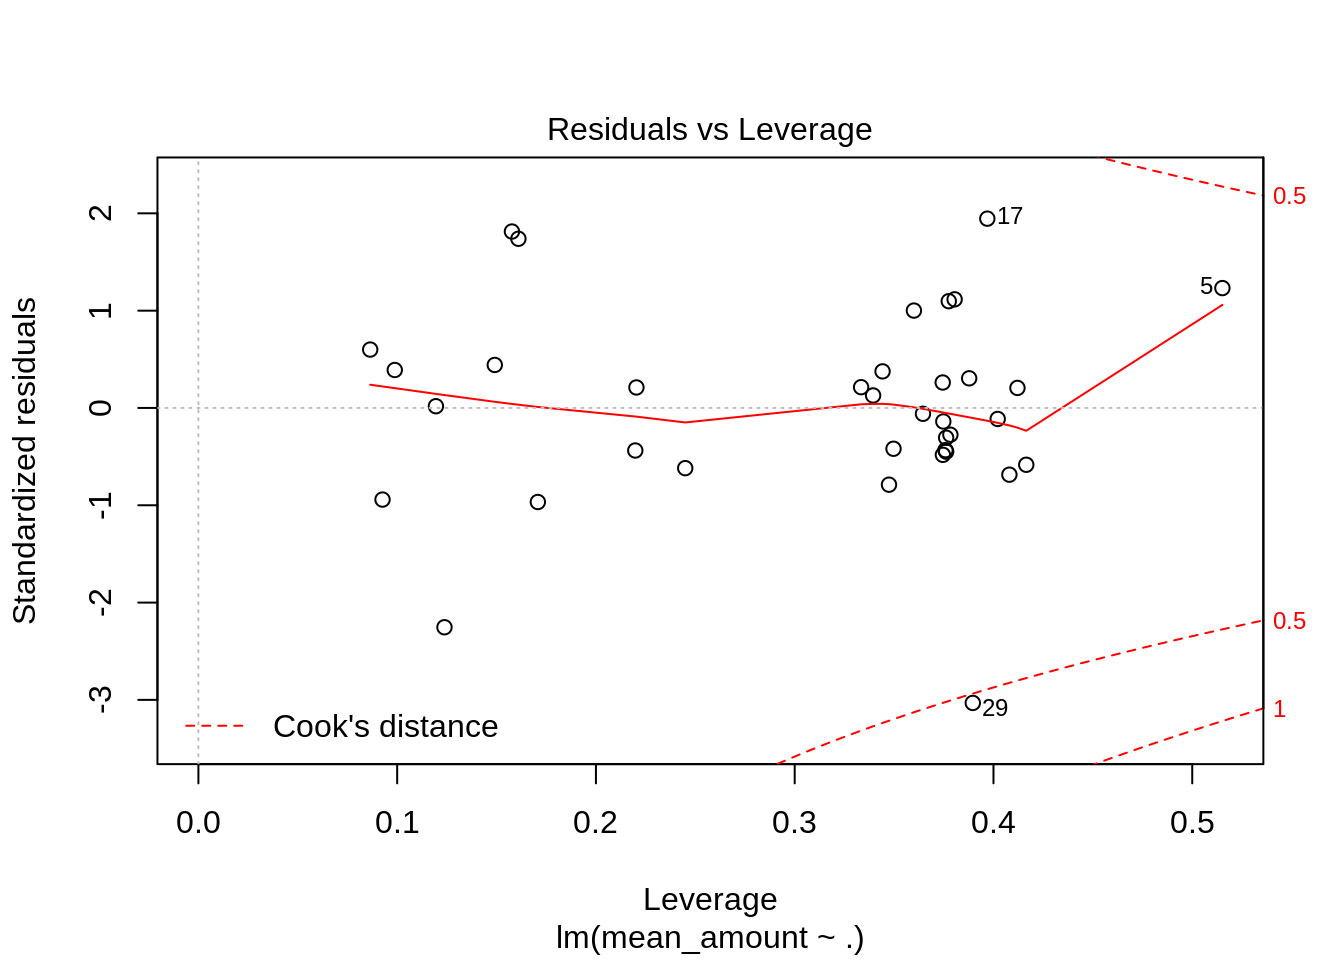 Residuals vs Leverage
Standardized residuals
2
1
0
-1
-2
-3
17
5
29
0.5
0.5
1
Cook's distance
0.0 0.1 0.2 0.3 0.4 0.5
Leverage
lm(mean_amount ~ .)